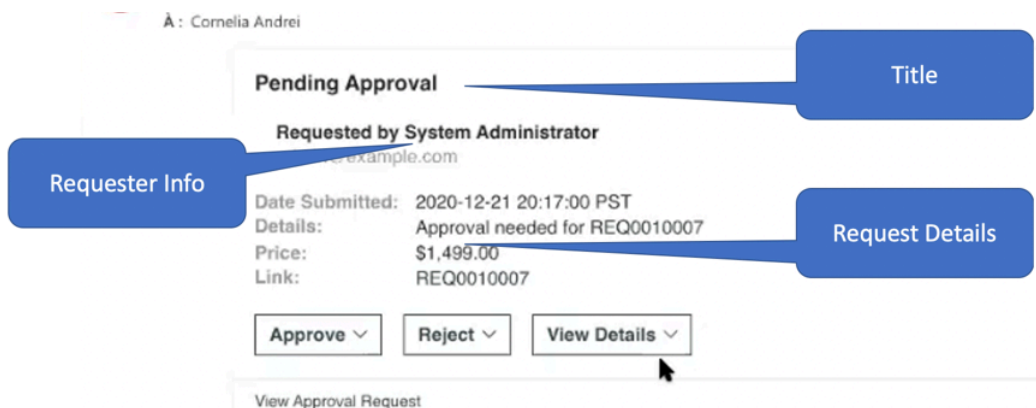 À : Cornelia Andrei
Pending Approval
Title
Requested by System Administrator
example.com
Requester Info
Date Submitted: 2020-12-21 20:17:00 PST
Details: Approval needed for REQ0010007
Price: $1,499.00
Link: REQ0010007
Request Details
Approve
Reject
View Details
View Approval Request